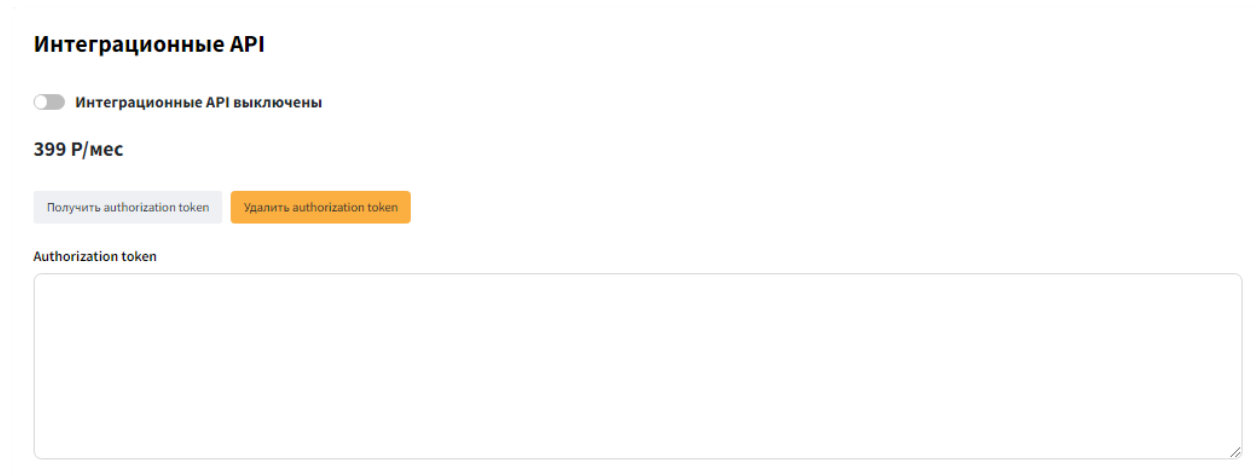 Интеграционные API
Интеграционные API выключены
399 Р/мес
Получить authorization token Удалить authorization token
Authorization token